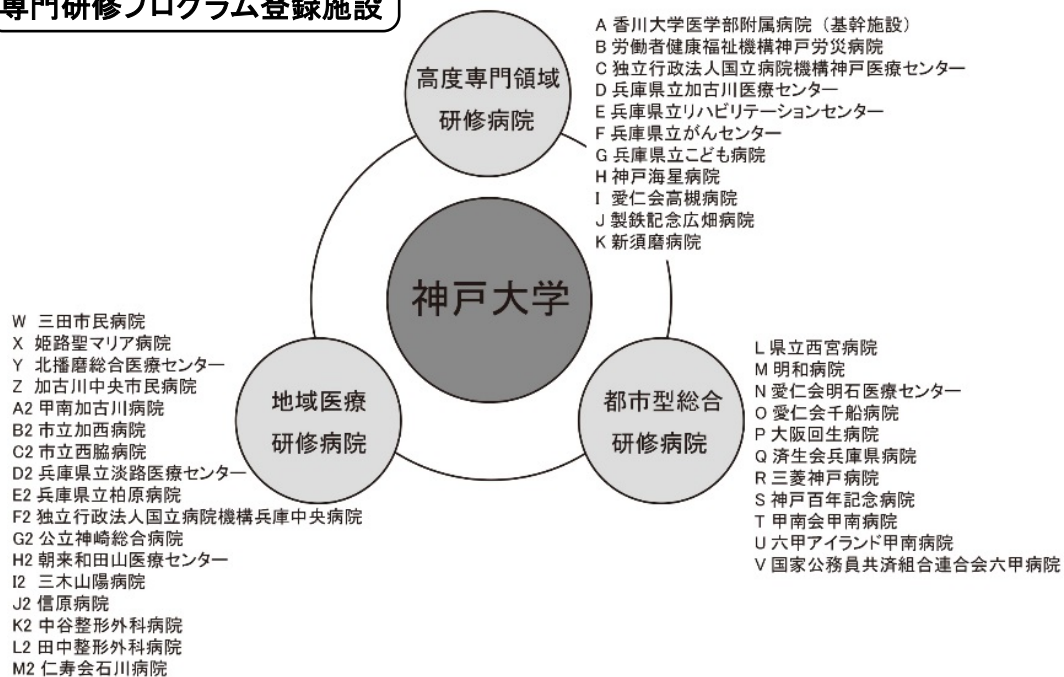 専門研修プログラム登録施設
高度専門領域
研修病院
A 香川大学医学部附属病院（基幹施設）
B 労働者健康福祉機構神戸労災病院
C 独立行政法人国立病院機構神戸医療センター
D 兵庫県立加古川医療センター
E 兵庫県立リハビリテーションセンター
F 兵庫県立がんセンター
G 兵庫県立こども病院
H 神戸海星病院
I 愛仁会高槻病院
J 製鉄記念広畑病院
K 新須磨病院
神戸大学
地域医療
研修病院
W 三田市民病院
X 姫路聖マリア病院
Y 北播磨総合医療センター
Z 加古川中央市民病院
A2 甲南加古川病院
B2 市立加西病院
C2 市立西脇病院
D2 兵庫県立淡路医療センター
E2 兵庫県立柏原病院
F2 独立行政法人国立病院機構兵庫中央病院
G2 公立神崎総合病院
H2 朝来和田山医療センター
I2 三木山陽病院
J2 信原病院
K2 中谷整形外科病院
L2 田中整形外科病院
M2 仁寿会石川病院
都市型総合
研修病院
L 県立西宮病院
M 明和病院
N 愛仁会明石医療センター
O 愛仁会千船病院
P 大阪回生病院
Q 済生会兵庫県病院
R 三菱神戸病院
S 神戸百年記念病院
T 甲南会甲南病院
U 六甲アイランド甲南病院
V 国家公務員共済組合連合会六甲病院